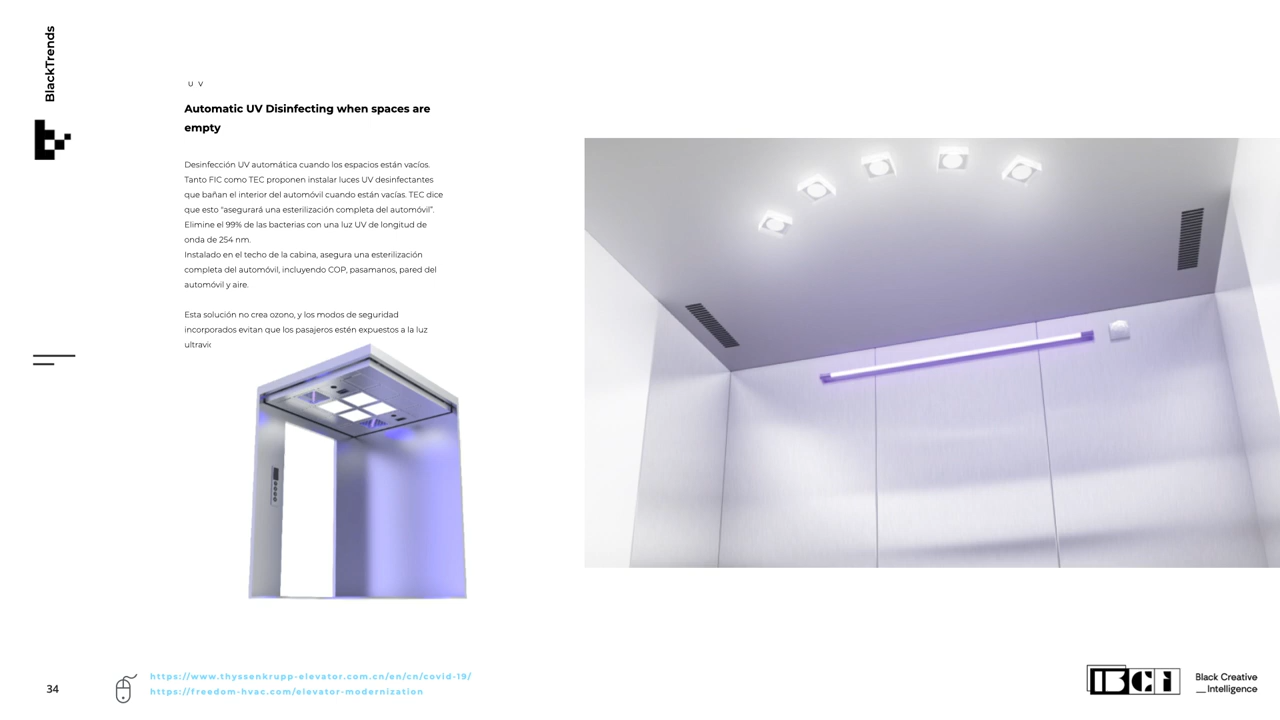 BlackTrends
UV
Automatic UV Disinfecting when spaces are
empty
Desinfección UV automática cuando los espacios están vacíos.
Tanto FIC como TEC proponen instalar luces UV desinfectantes
que bañan el interior del automóvil cuando están vacías. TEC dice
que esto “asegurará una esterilización completa del automóvil”.
Elimine el 99% de las bacterias con una luz UV de longitud de
onda de 254 nm.
Instalado en el techo de la cabina, asegura una esterilización
completa del automóvil, incluyendo COP, pasamanos, pared del
automóvil y aire.
Esta solución no crea ozono, y los modos de seguridad
incorporados evitan que los pasajeros estén expuestos a la luz
34
https://www.thyssenkrupp-elevator.com.cn/en/cn/covid-19/
https://freedom-hvac.com/elevator-modernization
BCi
Black Creative
__Intelligence